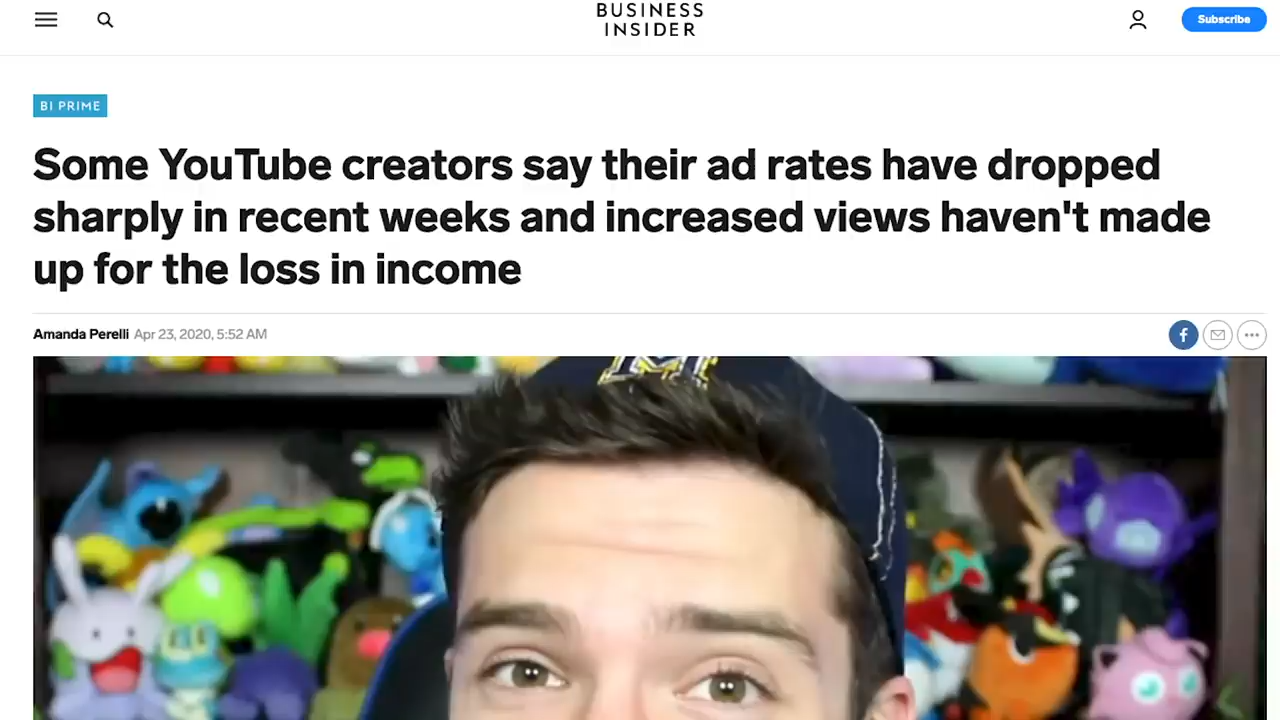 BUSINESS
INSIDER
Subscribe
BI PRIME
Some YouTube creators say their ad rates have dropped
sharply in recent weeks and increased views haven't made
up for the loss in income
Amanda Perelli Apr 23, 2020, 5:52 AM
f
M